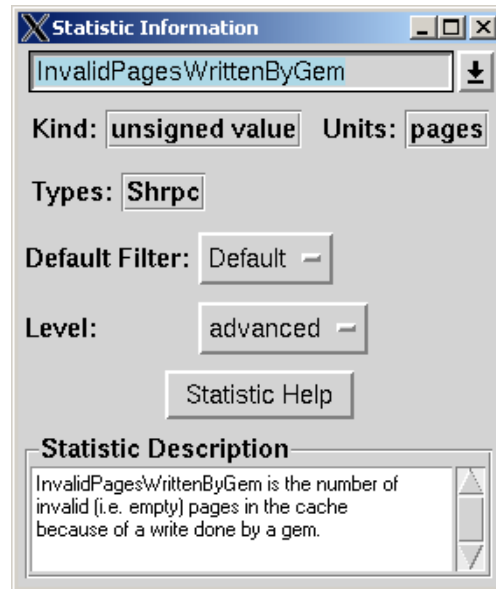 Statistic Information
InvalidPagesWrittenByGem
Kind: unsigned value Units: pages
Types: Shrpc
Default Filter: Default
Level: advanced
Statistic Help
Statistic Description
InvalidPagesWrittenByGem is the number of
invalid (i.e. empty) pages in the cache
because of a write done by a gem.